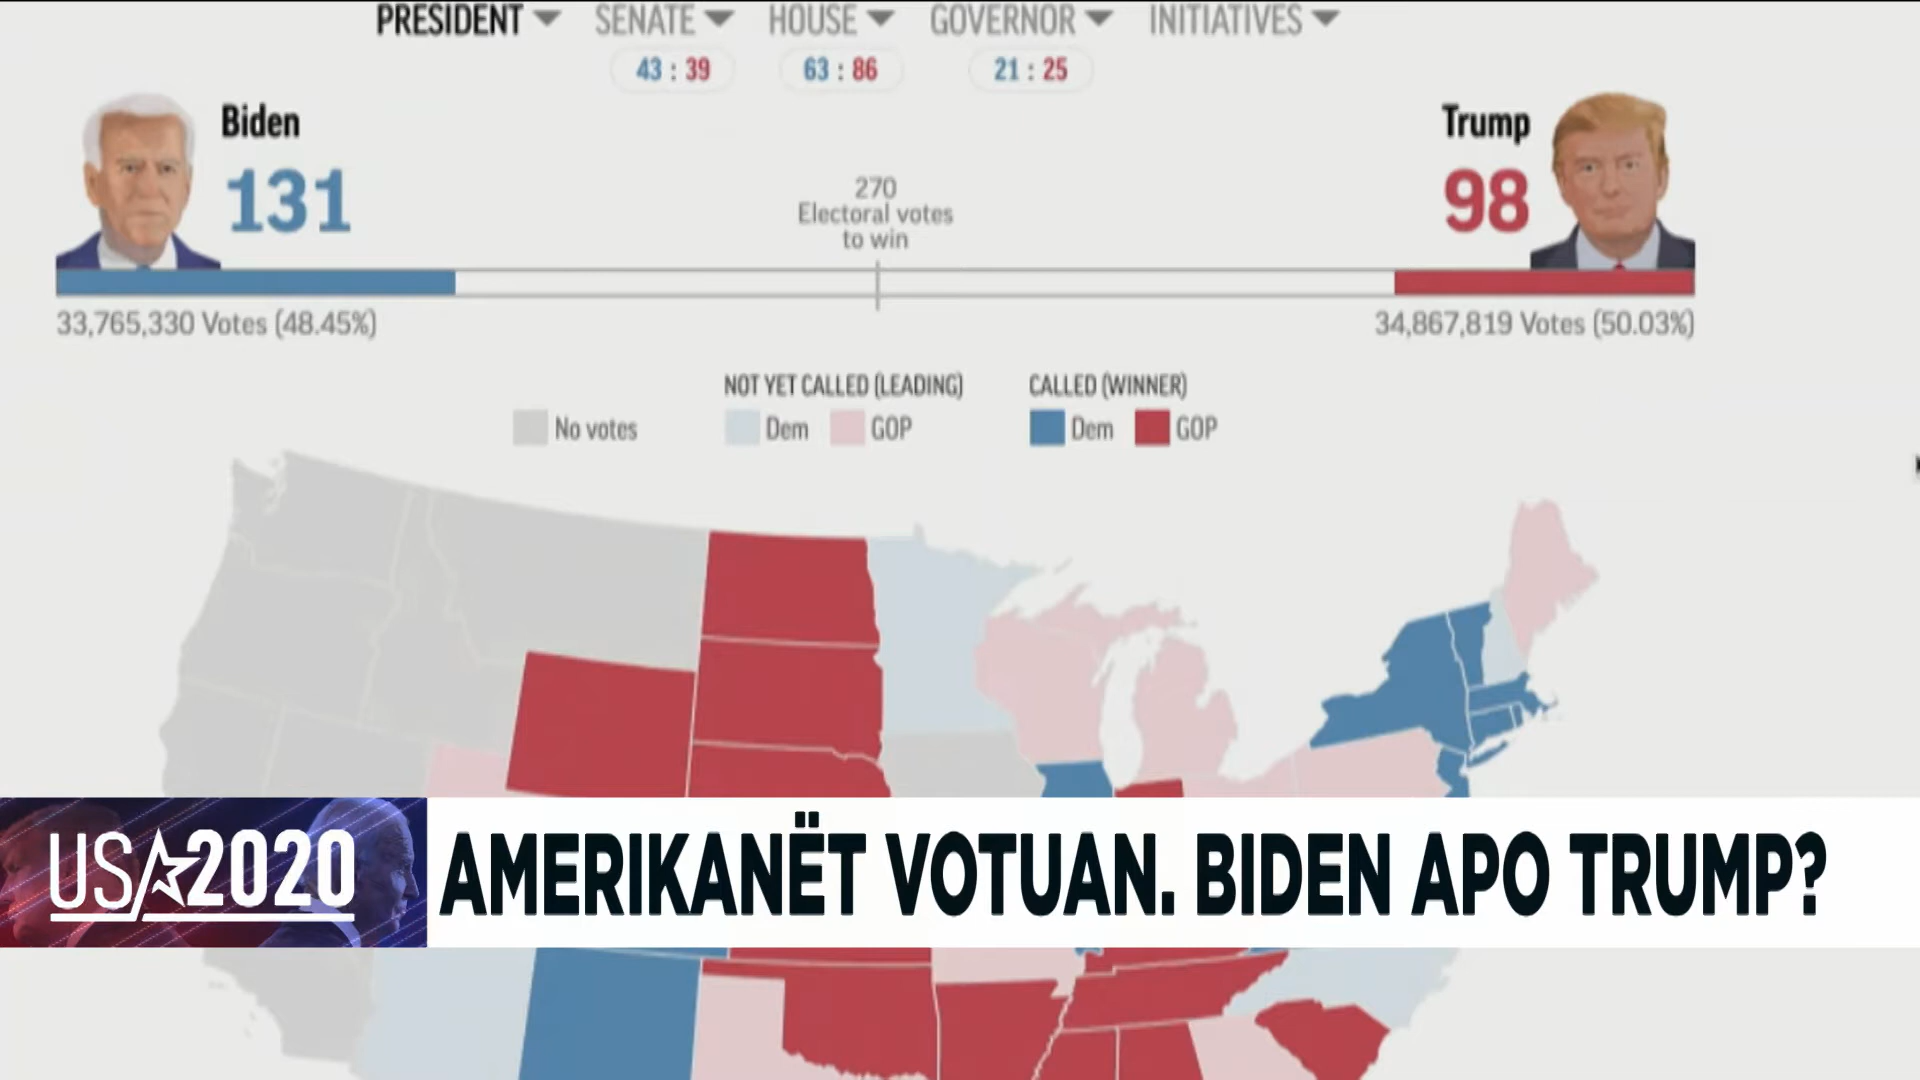 PRESIDENT SENATE HOUSE GOVERNOR INITIATIVES
43 : 39 63 : 86 21 : 25
Biden
131
Trump
98
270
Electoral votes
to win
33,765,330 Votes (48.45%)
34,867,819 Votes (50.03%)
NOT YET CALLED (LEADING) CALLED (WINNER)
No votes Dem GOP Dem GOP
USA2020
AMERIKANËT VOTUAN. BIDEN APO TRUMP?